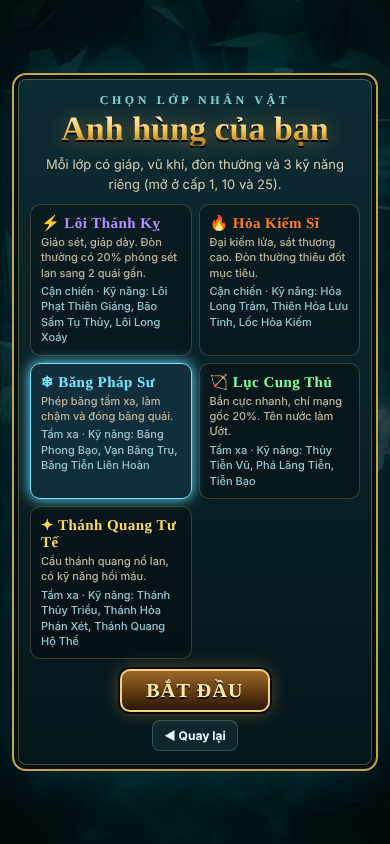 CHỌN LỚP NHÂN VẬT
Anh hùng của bạn
Mỗi lớp có giáp, vũ khí, đòn thường và 3 kỹ năng
riêng (mở ở cấp 1, 10 và 25).
⚡ Lôi Thánh Kỵ
Giáo sét, giáp dày. Đòn
thường có 20% phóng sét
lan sang 2 quái gần.
Cận chiến · Kỹ năng: Lôi
Phạt Thiên Giáng, Bão
Sấm Tụ Thủy, Lôi Long
Xoáy
🔥 Hỏa Kiếm Sĩ
Đại kiếm lửa, sát thương
cao. Đòn thường thiêu đốt
mục tiêu.
Cận chiến · Kỹ năng: Hỏa
Long Trảm, Thiên Hỏa Lưu
Tinh, Lốc Hỏa Kiếm
❄ Băng Pháp Sư
Phép băng tầm xa, làm
chậm và đóng băng quái.
Tầm xa · Kỹ năng: Băng
Phong Bạo, Vạn Băng Trụ,
Băng Tiễn Liên Hoàn
🏹 Lục Cung Thủ
Bắn cực nhanh, chí mạng
gốc 20%. Tên nước làm
Ướt.
Tầm xa · Kỹ năng: Thủy
Tiễn Vũ, Phá Lãng Tiễn,
Tiễn Bạo
✦ Thánh Quang Tư
Tế
Cầu thánh quang nổ lan,
có kỹ năng hồi máu.
Tầm xa · Kỹ năng: Thánh
Thủy Triều, Thánh Hỏa
Phán Xét, Thánh Quang
Hộ Thể
BẮT ĐẦU
◀ Quay lại